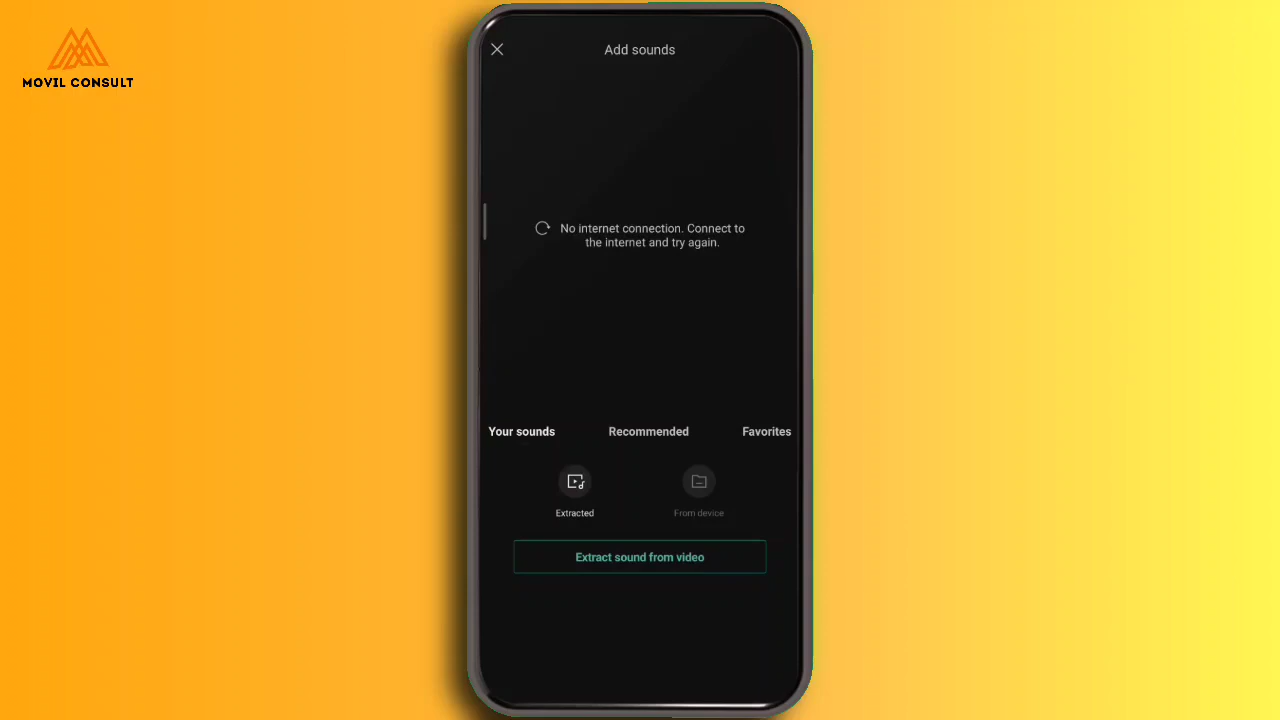 MOVIL CONSULT
Add sounds
No internet connection. Connect to
the internet and try again.
Your sounds
Recommended
Favorites
Extracted
From device
Extract sound from video